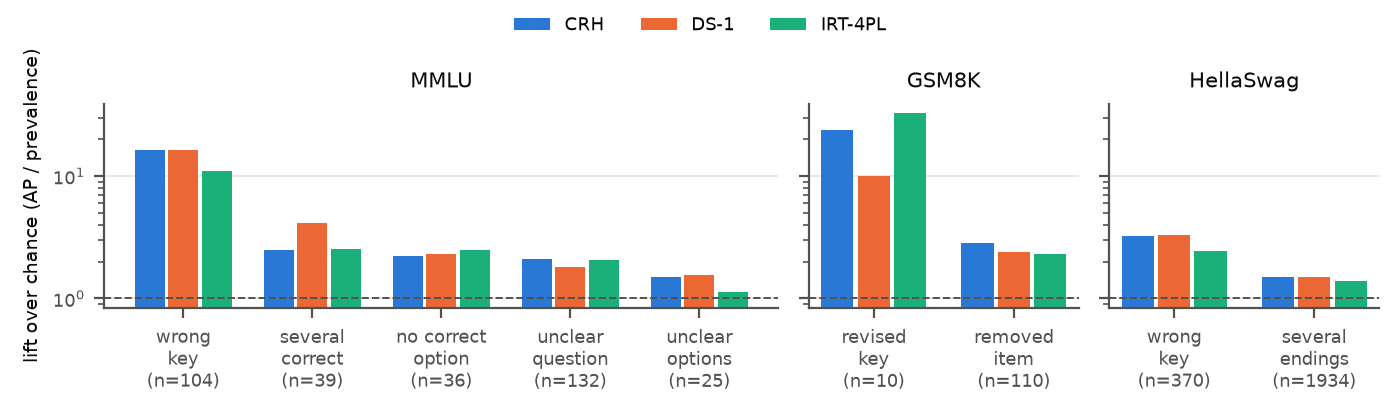 CRH DS-1 IRT-4PL
lift over chance (AP / prevalence)
MMLU
GSM8K
HellaSwag
10¹
10⁰
wrong
key
(n=104)
several
correct
(n=39)
no correct
option
(n=36)
unclear
question
(n=132)
unclear
options
(n=25)
revised
key
(n=10)
removed
item
(n=110)
wrong
key
(n=370)
several
endings
(n=1934)